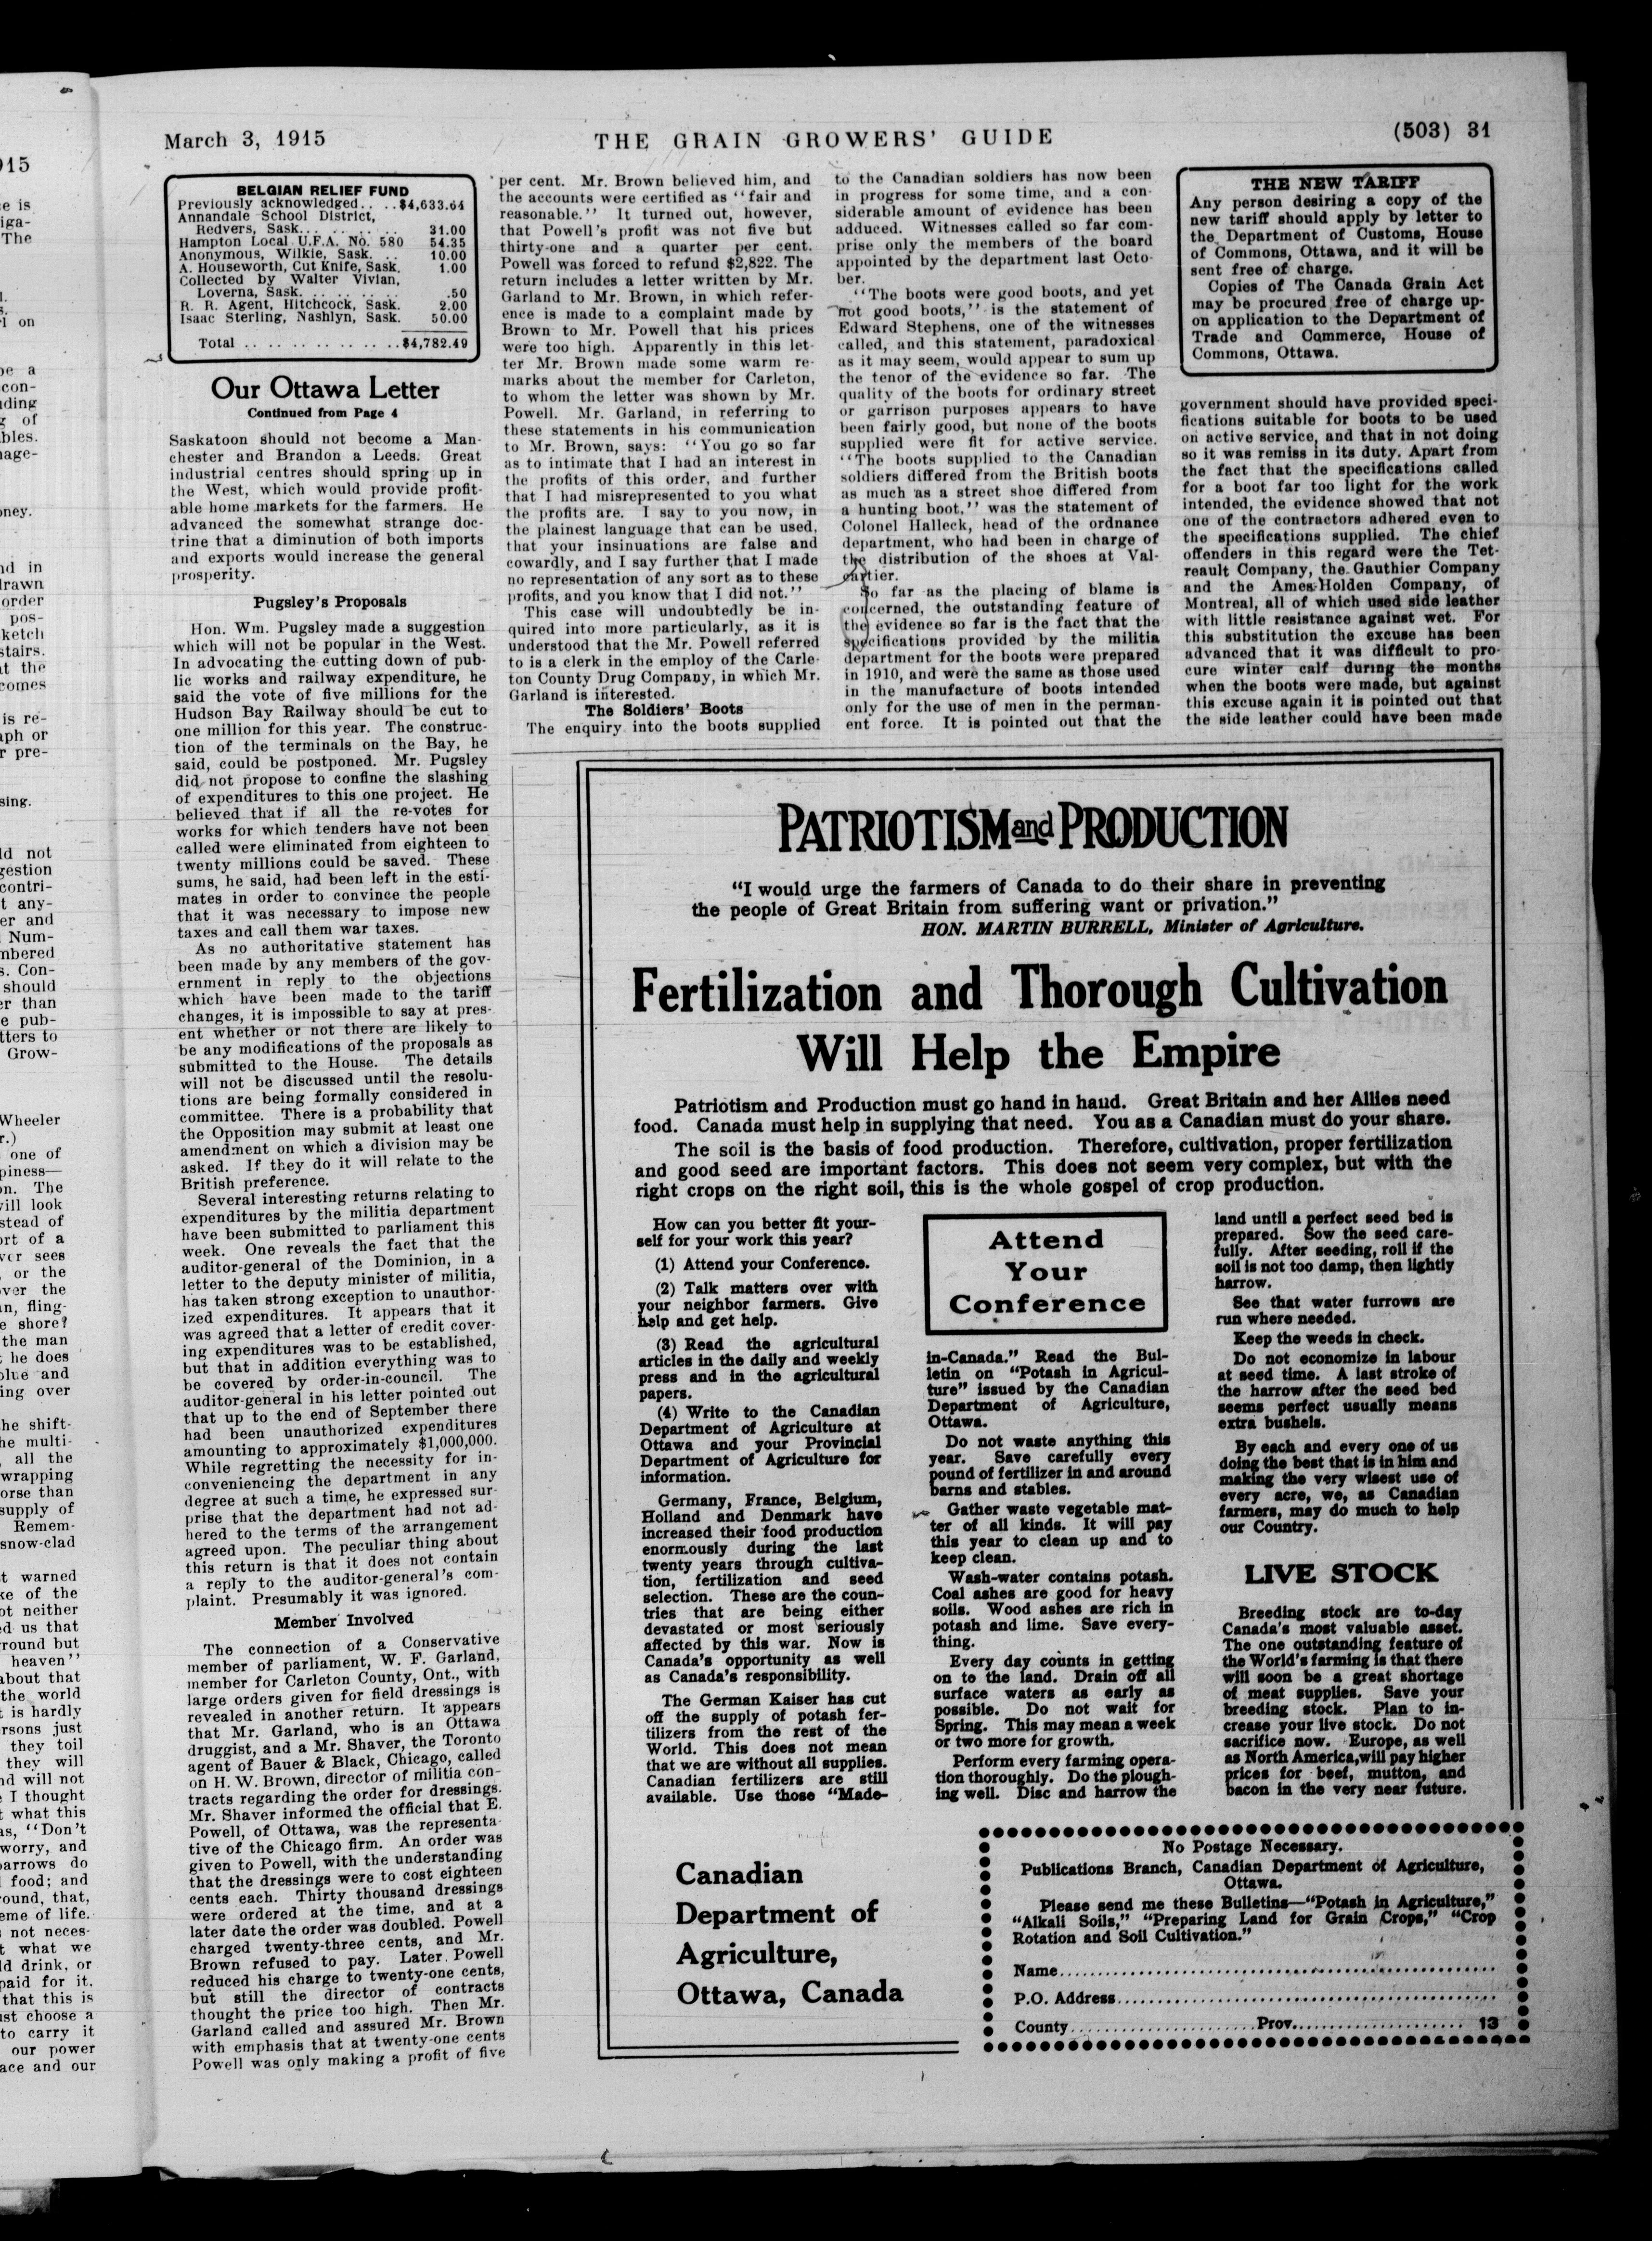 March 3, 1915
THE GRAIN GROWERS' GUIDE
(503) 31
BELGIAN RELIEF FUND
Previously acknowledged.. ..$4,633.64
Annandale School District,
Redvers, Sask... .. .. .. .. 31.00
Hampton Local U.F.A. No. 580 54.35
Anonymous, Wilkie, Sask. .. 10.00
A. Houseworth, Cut Knife, Sask. 1.00
Collected by Walter Vivian,
Loverna, Sask. .. .. .. .. .. .50
R. R. Agent, Hitchcock, Sask. 2.00
Isaac Sterling, Nashlyn, Sask. 50.00
Total .. .. .. .. .. .. .. ..$4,782.49
Our Ottawa Letter
Continued from Page 4
Saskatoon should not become a Man-
chester and Brandon a Leeds. Great
industrial centres should spring up in
the West, which would provide profit-
able home markets for the farmers. He
advanced the somewhat strange doc-
trine that a diminution of both imports
and exports would increase the general
prosperity.
Pugsley's Proposals
Hon. Wm. Pugsley made a suggestion
which will not be popular in the West.
In advocating the cutting down of pub-
lic works and railway expenditure, he
said the vote of five millions for the
Hudson Bay Railway should be cut to
one million for this year. The construc-
tion of the terminals on the Bay, he
said, could be postponed. Mr. Pugsley
did not propose to confine the slashing
of expenditures to this one project. He
believed that if all the re-votes for
works for which tenders have not been
called were eliminated from eighteen to
twenty millions could be saved. These
sums, he said, had been left in the esti-
mates in order to convince the people
that it was necessary to impose new
taxes and call them war taxes.
As no authoritative statement has
been made by any members of the gov-
ernment in reply to the objections
which have been made to the tariff
changes, it is impossible to say at pres-
ent whether or not there are likely to
be any modifications of the proposals as
submitted to the House. The details
will not be discussed until the resolu-
tions are being formally considered in
committee. There is a probability that
the Opposition may submit at least one
amendment on which a division may be
asked. If they do it will relate to the
British preference.
Several interesting returns relating to
expenditures by the militia department
have been submitted to parliament this
week. One reveals the fact that the
auditor-general of the Dominion, in a
letter to the deputy minister of militia,
has taken strong exception to unauthor-
ized expenditures. It appears that it
was agreed that a letter of credit cover-
ing expenditures was to be established,
but that in addition everything was to
be covered by order-in-council. The
auditor-general in his letter pointed out
that up to the end of September there
had been unauthorized expenditures
amounting to approximately $1,000,000.
While regretting the necessity for in-
conveniencing the department in any
degree at such a time, he expressed sur-
prise that the department had not ad-
hered to the terms of the arrangement
agreed upon. The peculiar thing about
this return is that it does not contain
a reply to the auditor-general's com-
plaint. Presumably it was ignored.
Member Involved
The connection of a Conservative
member of parliament, W. F. Garland,
member for Carleton County, Ont., with
large orders given for field dressings is
revealed in another return. It appears
that Mr. Garland, who is an Ottawa
druggist, and a Mr. Shaver, the Toronto
agent of Bauer & Black, Chicago, called
on H. W. Brown, director of militia con-
tracts regarding the order for dressings.
Mr. Shaver informed the official that E.
Powell, of Ottawa, was the representa-
tive of the Chicago firm. An order was
given to Powell, with the understanding
that the dressings were to cost eighteen
cents each. Thirty thousand dressings
were ordered at the time, and at a
later date the order was doubled. Powell
charged twenty-three cents, and Mr.
Brown refused to pay. Later Powell
reduced his charge to twenty-one cents,
but still the director of contracts
thought the price too high. Then Mr.
Garland called and assured Mr. Brown
with emphasis that at twenty-one cents
Powell was only making a profit of five
per cent. Mr. Brown believed him, and
the accounts were certified as "fair and
reasonable." It turned out, however,
that Powell's profit was not five but
thirty-one and a quarter per cent.
Powell was forced to refund $2,822. The
return includes a letter written by Mr.
Garland to Mr. Brown, in which refer-
ence is made to a complaint made by
Brown to Mr. Powell that his prices
were too high. Apparently in this let-
ter Mr. Brown made some warm re-
marks about the member for Carleton,
to whom the letter was shown by Mr.
Powell. Mr. Garland, in referring to
these statements in his communication
to Mr. Brown, says: "You go so far
as to intimate that I had an interest in
the profits of this order, and further
that I had misrepresented to you what
the profits are. I say to you now, in
the plainest language that can be used,
that your insinuations are false and
cowardly, and I say further that I made
no representation of any sort as to these
profits, and you know that I did not."
This case will undoubtedly be in-
quired into more particularly, as it is
understood that the Mr. Powell referred
to is a clerk in the employ of the Carle-
ton County Drug Company, in which Mr.
Garland is interested.
The Soldiers' Boots
The enquiry into the boots supplied
to the Canadian soldiers has now been
in progress for some time, and a con-
siderable amount of evidence has been
adduced. Witnesses called so far com-
prise only the members of the board
appointed by the department last Octo-
ber.
"The boots were good boots, and yet
not good boots," is the statement of
Edward Stephens, one of the witnesses
called, and this statement, paradoxical
as it may seem, would appear to sum up
the tenor of the evidence so far. The
quality of the boots for ordinary street
or garrison purposes appears to have
been fairly good, but none of the boots
supplied were fit for active service.
"The boots supplied to the Canadian
soldiers differed from the British boots
as much as a street shoe differed from
a hunting boot," was the statement of
Colonel Halleck, head of the ordnance
department, who had been in charge of
the distribution of the shoes at Val-
cartier.
So far as the placing of blame is
concerned, the outstanding feature of
the evidence so far is the fact that the
specifications provided by the militia
department for the boots were prepared
in 1910, and were the same as those used
in the manufacture of boots intended
only for the use of men in the perman-
ent force. It is pointed out that the
THE NEW TARIFF
Any person desiring a copy of the
new tariff should apply by letter to
the Department of Customs, House
of Commons, Ottawa, and it will be
sent free of charge.
Copies of The Canada Grain Act
may be procured free of charge up-
on application to the Department of
Trade and Commerce, House of
Commons, Ottawa.
government should have provided speci-
fications suitable for boots to be used
on active service, and that in not doing
so it was remiss in its duty. Apart from
the fact that the specifications called
for a boot far too light for the work
intended, the evidence showed that not
one of the contractors adhered even to
the specifications supplied. The chief
offenders in this regard were the Tet-
reault Company, the Gauthier Company
and the Ames-Holden Company, of
Montreal, all of which used side leather
with little resistance against wet. For
this substitution the excuse has been
advanced that it was difficult to pro-
cure winter calf during the months
when the boots were made, but against
this excuse again it is pointed out that
the side leather could have been made
PATRIOTISM and PRODUCTION
"I would urge the farmers of Canada to do their share in preventing
the people of Great Britain from suffering want or privation."
HON. MARTIN BURRELL, Minister of Agriculture.
Fertilization and Thorough Cultivation
Will Help the Empire
Patriotism and Production must go hand in hand. Great Britain and her Allies need
food. Canada must help in supplying that need. You as a Canadian must do your share.
The soil is the basis of food production. Therefore, cultivation, proper fertilization
and good seed are important factors. This does not seem very complex, but with the
right crops on the right soil, this is the whole gospel of crop production.
How can you better fit your-
self for your work this year?
(1) Attend your Conference.
(2) Talk matters over with
your neighbor farmers. Give
help and get help.
(3) Read the agricultural
articles in the daily and weekly
press and in the agricultural
papers.
(4) Write to the Canadian
Department of Agriculture at
Ottawa and your Provincial
Department of Agriculture for
information.
Germany, France, Belgium,
Holland and Denmark have
increased their food production
enormously during the last
twenty years through cultiva-
tion, fertilization and seed
selection. These are the coun-
tries that are being either
devastated or most seriously
affected by this war. Now is
Canada's opportunity as well
as Canada's responsibility.
The German Kaiser has cut
off the supply of potash fer-
tilizers from the rest of the
World. This does not mean
that we are without all supplies.
Canadian fertilizers are still
available. Use those "Made-
Attend
Your
Conference
in-Canada." Read the Bul-
letin on "Potash in Agricul-
ture" issued by the Canadian
Department of Agriculture,
Ottawa.
Do not waste anything this
year. Save carefully every
pound of fertilizer in and around
barns and stables.
Gather waste vegetable mat-
ter of all kinds. It will pay
this year to clean up and to
keep clean.
Wash-water contains potash.
Coal ashes are good for heavy
soils. Wood ashes are rich in
potash and lime. Save every-
thing.
Every day counts in getting
on to the land. Drain off all
surface waters as early as
possible. Do not wait for
Spring. This may mean a week
or two more for growth.
Perform every farming opera-
tion thoroughly. Do the plough-
ing well. Disc and harrow the
land until a perfect seed bed is
prepared. Sow the seed care-
fully. After seeding, roll if the
soil is not too damp, then lightly
harrow.
See that water furrows are
run where needed.
Keep the weeds in check.
Do not economize in labour
at seed time. A last stroke of
the harrow after the seed bed
seems perfect usually means
extra bushels.
By each and every one of us
doing the best that is in him and
making the very wisest use of
every acre, we, as Canadian
farmers, may do much to help
our Country.
LIVE STOCK
Breeding stock are to-day
Canada's most valuable asset.
The one outstanding feature of
the World's farming is that there
will soon be a great shortage
of meat supplies. Save your
breeding stock. Plan to in-
crease your live stock. Do not
sacrifice now. Europe, as well
as North America, will pay higher
prices for beef, mutton, and
bacon in the very near future.
Canadian
Department of
Agriculture,
Ottawa, Canada
No Postage Necessary.
Publications Branch, Canadian Department of Agriculture,
Ottawa.
Please send me these Bulletins—"Potash in Agriculture,"
"Alkali Soils," "Preparing Land for Grain Crops," "Crop
Rotation and Soil Cultivation."
Name..........
P.O. Address..........
County..........Prov.......... 13